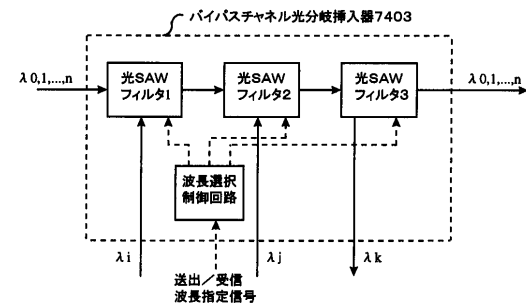 バイパスチャネル光分岐挿入器7403
λ0,1,...,n
光SAW
フィルタ1
光SAW
フィルタ2
光SAW
フィルタ3
λ0,1,...,n
波長選択
制御回路
λi
λj
λk
送出／受信
波長指定信号